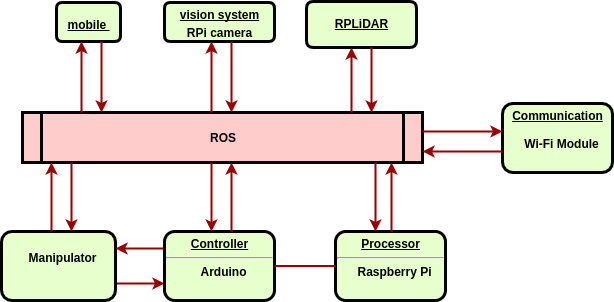 mobile
vision system
RPi camera
RPLiDAR
Communication
Wi-Fi Module
ROS
Manipulator
Controller
Arduino
Processor
Raspberry Pi